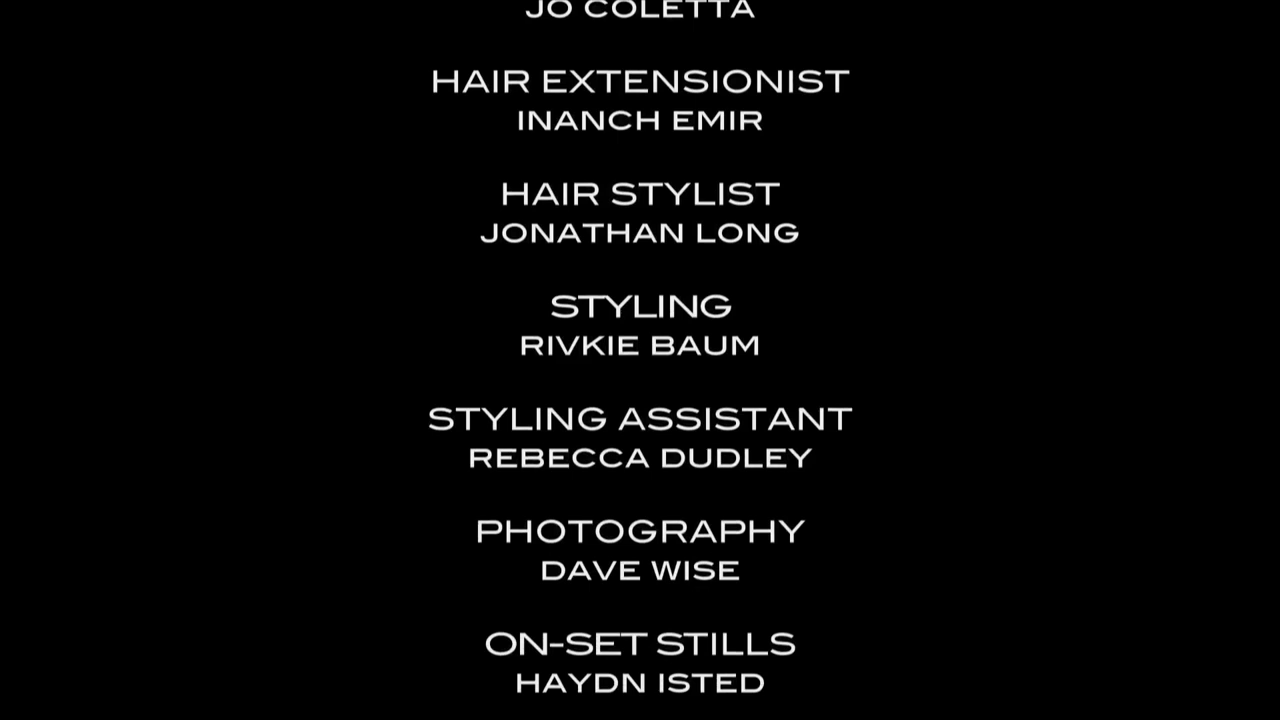 JO COLETTA
HAIR EXTENSIONIST
INANCH EMIR
HAIR STYLIST
JONATHAN LONG
STYLING
RIVKIE BAUM
STYLING ASSISTANT
REBECCA DUDLEY
PHOTOGRAPHY
DAVE WISE
ON-SET STILLS
HAYDN ISTED